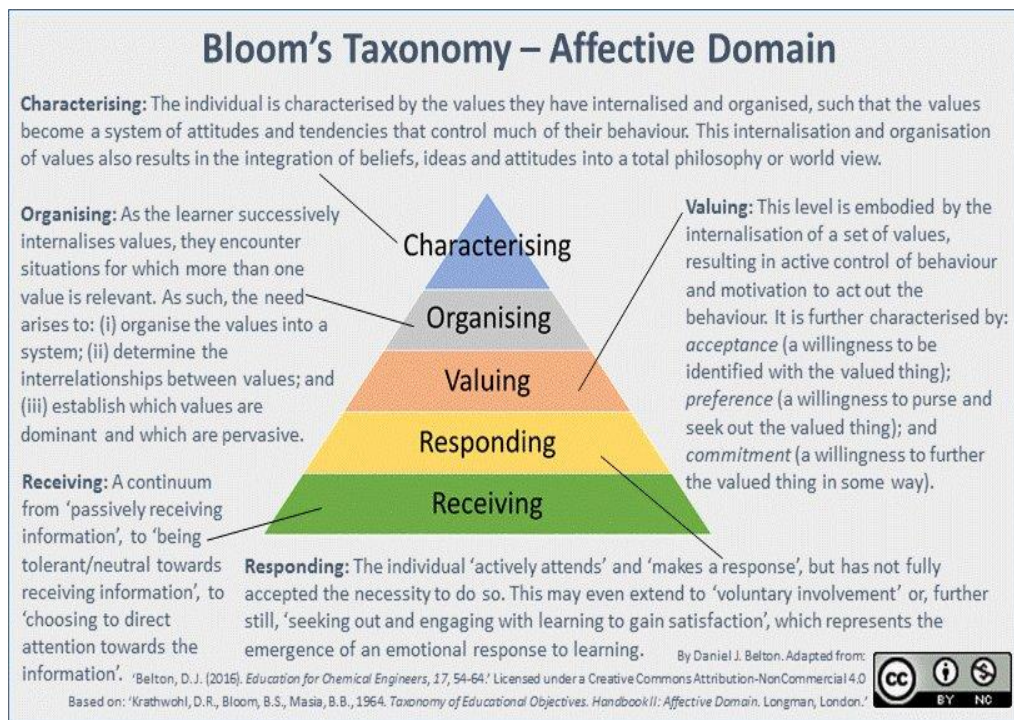 Bloom's Taxonomy – Affective Domain
Characterising: The individual is characterised by the values they have internalised and organised, such that the values
become a system of attitudes and tendencies that control much of their behaviour. This internalisation and organisation
of values also results in the integration of beliefs, ideas and attitudes into a total philosophy or world view.
Organising: As the learner successively
internalises values, they encounter
situations for which more than one
value is relevant. As such, the need
arises to: (i) organise the values into a
system; (ii) determine the
interrelationships between values; and
(iii) establish which values are
dominant and which are pervasive.
Characterising
Organising
Valuing
Responding
Receiving
Valuing: This level is embodied by the
internalisation of a set of values,
resulting in active control of behaviour
and motivation to act out the
behaviour. It is further characterised by:
acceptance (a willingness to be
identified with the valued thing);
preference (a willingness to purse and
seek out the valued thing); and
commitment (a willingness to further
the valued thing in some way).
Receiving: A continuum
from 'passively receiving
information', to 'being
tolerant/neutral towards
receiving information', to
'choosing to direct
attention towards the
information'.
Responding: The individual 'actively attends' and 'makes a response', but has not fully
accepted the necessity to do so. This may even extend to 'voluntary involvement' or, further
still, 'seeking out and engaging with learning to gain satisfaction', which represents the
emergence of an emotional response to learning.
By Daniel J. Belton. Adapted from:
'Belton, D.J. (2016). Education for Chemical Engineers, 17, 54-64.' Licensed under a Creative Commons Attribution-NonCommercial 4.0
Based on: 'Krathwohl, D.R., Bloom, B.S., Masia, B.B., 1964. Taxonomy of Educational Objectives. Handbook II: Affective Domain. Longman, London.'
cc
BY NC